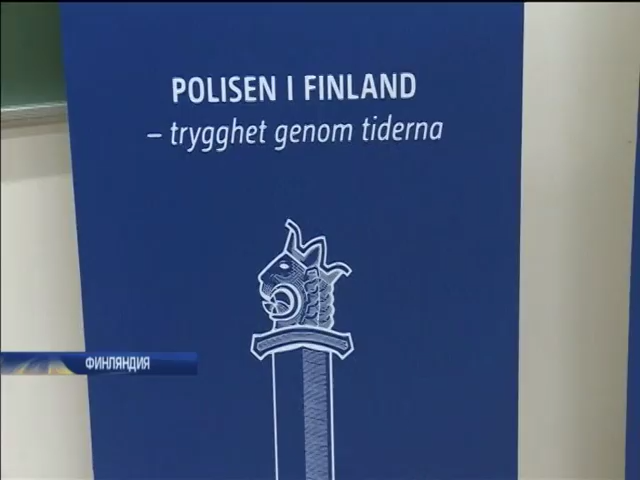 POLISEN I FINLAND
– trygghet genom tiderna
ФИНЛЯНДИЯ